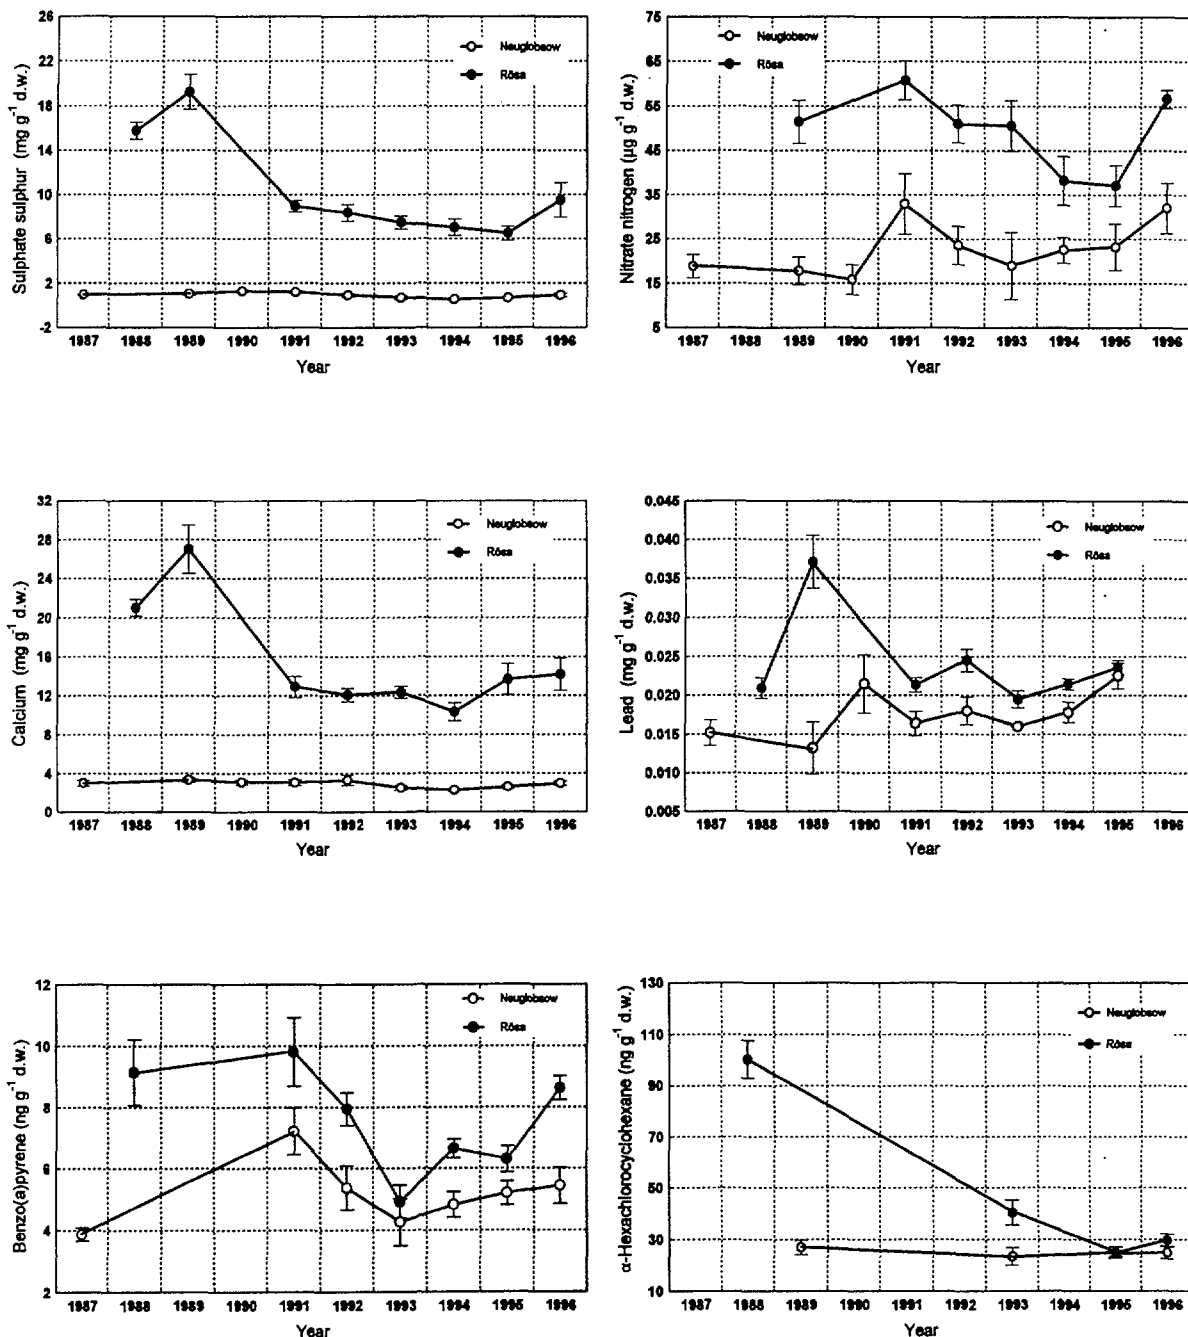 Sulphate sulphur (mg g⁻¹ d.w.)
26
22
18
14
10
6
2
-2
Neuglobsow
Rösa
1987 1988 1989 1990 1991 1992 1993 1994 1995 1996
Year
Nitrate nitrogen (µg g⁻¹ d.w.)
75
65
55
45
35
25
15
5
Neuglobsow
Rösa
1987 1988 1989 1990 1991 1992 1993 1994 1995 1996
Year
Calcium (mg g⁻¹ d.w.)
32
28
24
20
16
12
8
4
0
Neuglobsow
Rösa
1987 1988 1989 1990 1991 1992 1993 1994 1995 1996
Year
Lead (mg g⁻¹ d.w.)
0.045
0.040
0.035
0.030
0.025
0.020
0.015
0.010
0.005
Neuglobsow
Rösa
1987 1988 1989 1990 1991 1992 1993 1994 1995 1996
Year
Benzo(a)pyrene (ng g⁻¹ d.w.)
12
10
8
6
4
2
Neuglobsow
Rösa
1987 1988 1989 1990 1991 1992 1993 1994 1995 1996
Year
α-Hexachlorocyclohexane (ng g⁻¹ d.w.)
130
110
90
70
50
30
10
Neuglobsow
Rösa
1987 1988 1989 1990 1991 1992 1993 1994 1995 1996
Year